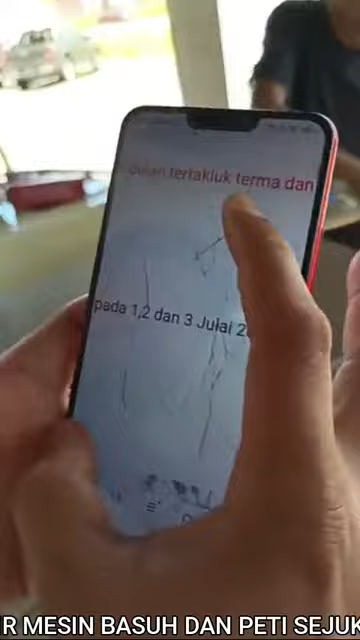 tertakluk terma dan
pada 1,2 dan 3 Julai 2
R MESIN BASUH DAN PETI SEJUK